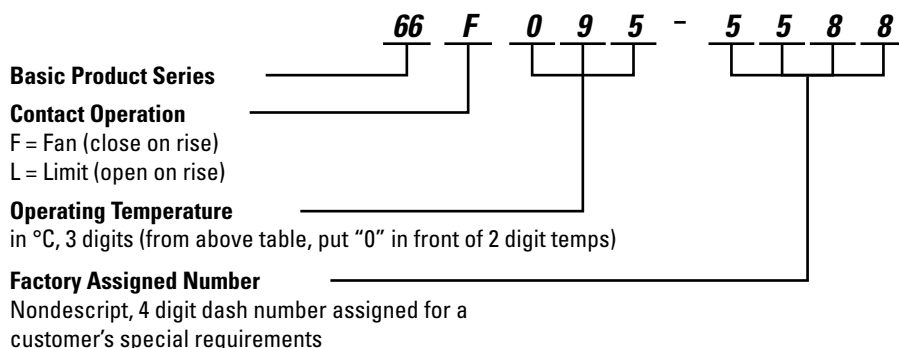 66 F 0 9 5 - 5 5 8 8
Basic Product Series
Contact Operation
F = Fan (close on rise)
L = Limit (open on rise)
Operating Temperature
in °C, 3 digits (from above table, put “0” in front of 2 digit temps)
Factory Assigned Number
Nondescript, 4 digit dash number assigned for a
customer’s special requirements